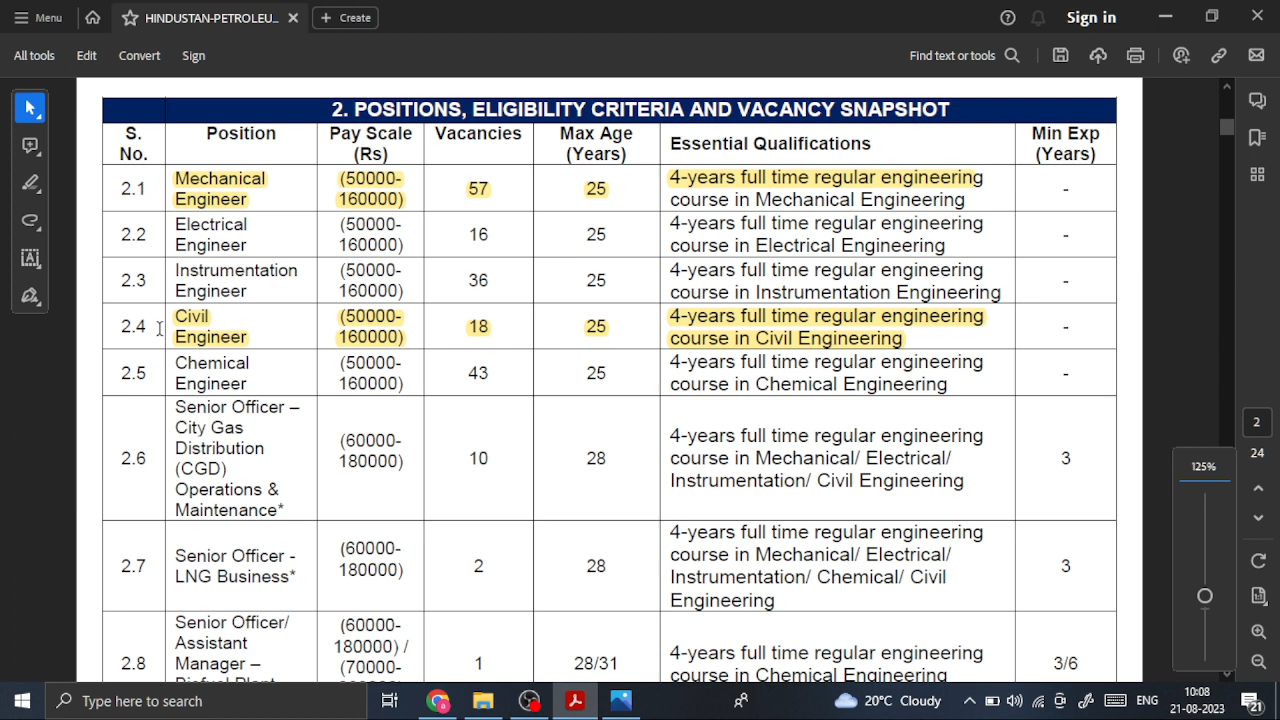 Menu
HINDUSTAN-PETROLEU...
Create
Sign in
All tools
Edit
Convert
Sign
Find text or tools
2. POSITIONS, ELIGIBILITY CRITERIA AND VACANCY SNAPSHOT
S. No.
Position
Pay Scale (Rs)
Vacancies
Max Age (Years)
Essential Qualifications
Min Exp (Years)
2.1
Mechanical
Engineer
(50000-
160000)
57
25
4-years full time regular engineering
course in Mechanical Engineering
-
2.2
Electrical
Engineer
(50000-
160000)
16
25
4-years full time regular engineering
course in Electrical Engineering
-
2.3
Instrumentation
Engineer
(50000-
160000)
36
25
4-years full time regular engineering
course in Instrumentation Engineering
-
2.4
Civil
Engineer
(50000-
160000)
18
25
4-years full time regular engineering
course in Civil Engineering
-
2.5
Chemical
Engineer
(50000-
160000)
43
25
4-years full time regular engineering
course in Chemical Engineering
-
2.6
Senior Officer –
City Gas
Distribution
(CGD)
Operations &
Maintenance*
(60000-
180000)
10
28
4-years full time regular engineering
course in Mechanical/ Electrical/
Instrumentation/ Civil Engineering
3
2.7
Senior Officer -
LNG Business*
(60000-
180000)
2
28
4-years full time regular engineering
course in Mechanical/ Electrical/
Instrumentation/ Chemical/ Civil
Engineering
3
2.8
Senior Officer/
Assistant
Manager –
Biofuel Plant
(60000-
180000) /
(70000-
1
28/31
4-years full time regular engineering
course in Chemical Engineering
3/6
2
24
125%
Type here to search
20°C Cloudy
ENG
10:08
21-08-2023
21